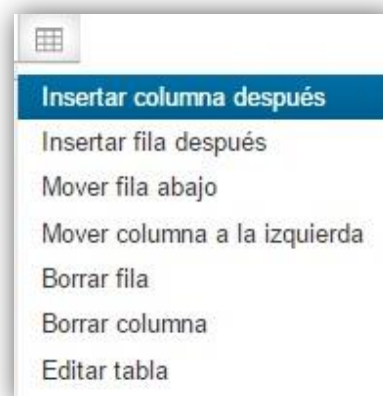 Insertar columna después
Insertar fila después
Mover fila abajo
Mover columna a la izquierda
Borrar fila
Borrar columna
Editar tabla